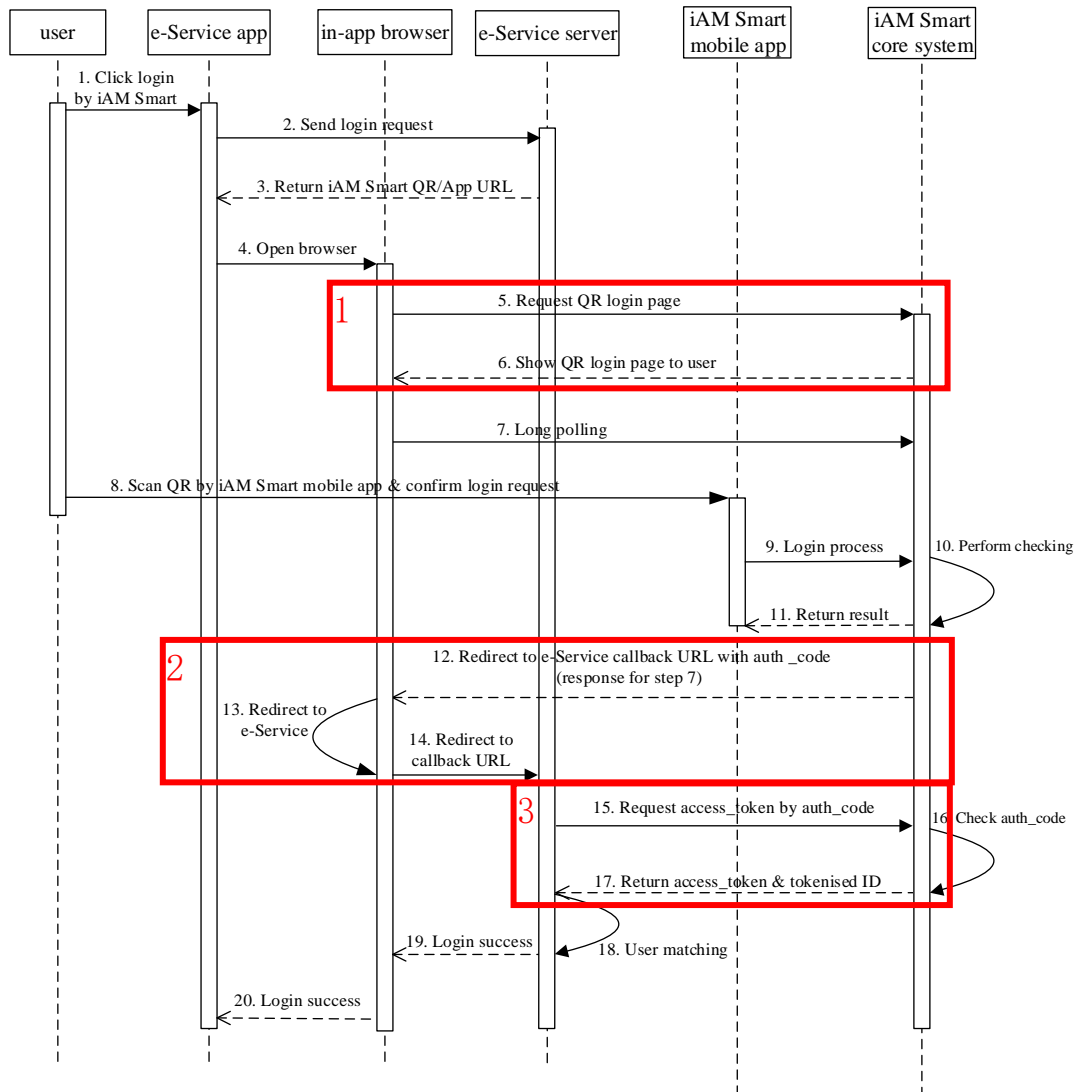 user
e-Service app
in-app browser
e-Service server
iAM Smart
mobile app
iAM Smart
core system
1. Click login
by iAM Smart
2. Send login request
3. Return iAM Smart QR/App URL
4. Open browser
1
5. Request QR login page
6. Show QR login page to user
7. Long polling
8. Scan QR by iAM Smart mobile app & confirm login request
9. Login process
10. Perform checking
11. Return result
2
12. Redirect to e-Service callback URL with auth _code
(response for step 7)
13. Redirect to
e-Service
14. Redirect to
callback URL
3
15. Request access_token by auth_code
16. Check auth_code
17. Return access_token & tokenised ID
18. User matching
19. Login success
20. Login success